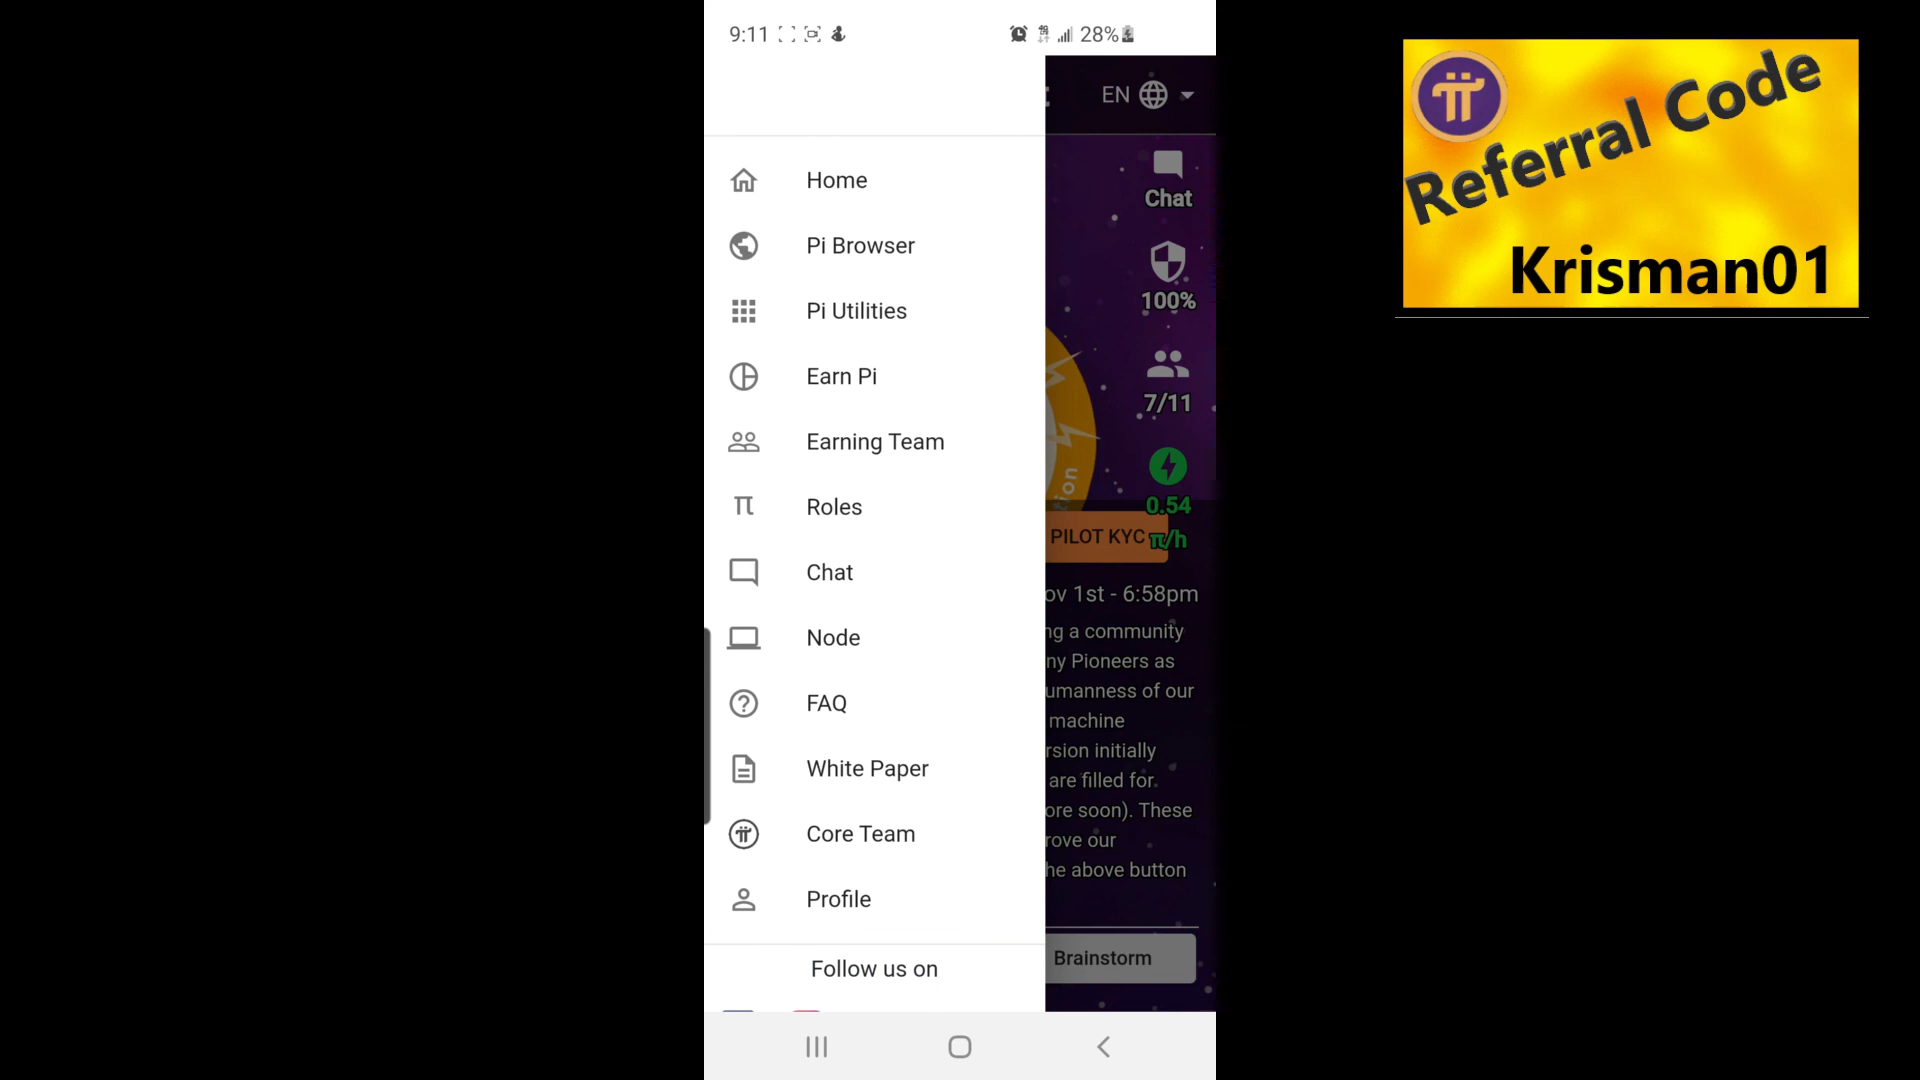 9:11
28%
EN
Home
Pi Browser
Pi Utilities
Earn Pi
Earning Team
Roles
Chat
Node
FAQ
White Paper
Core Team
Profile
Follow us on
Chat
100%
7/11
0.54
π/h
PILOT KYC
ov 1st - 6:58pm
ng a community
ny Pioneers as
umanness of our
machine
rsion initially
are filled for
ore soon). These
rove our
he above button
Brainstorm
Referral Code
Krisman01